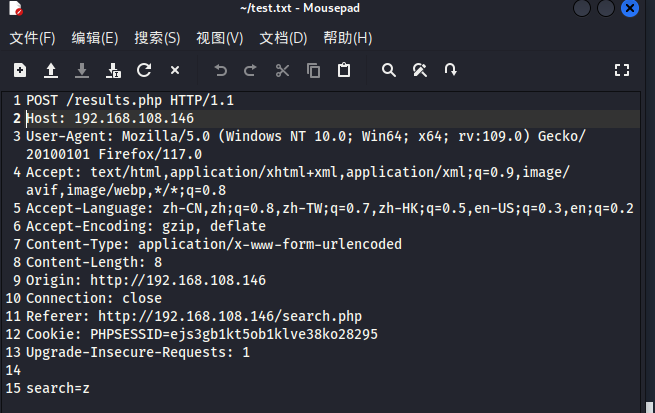 ~/test.txt - Mousepad
文件(F) 编辑(E) 搜索(S) 视图(V) 文档(D) 帮助(H)
1 POST /results.php HTTP/1.1
2 Host: 192.168.108.146
3 User-Agent: Mozilla/5.0 (Windows NT 10.0; Win64; x64; rv:109.0) Gecko/
20100101 Firefox/117.0
4 Accept: text/html,application/xhtml+xml,application/xml;q=0.9,image/
avif,image/webp,*/*;q=0.8
5 Accept-Language: zh-CN,zh;q=0.8,zh-TW;q=0.7,zh-HK;q=0.5,en-US;q=0.3,en;q=0.2
6 Accept-Encoding: gzip, deflate
7 Content-Type: application/x-www-form-urlencoded
8 Content-Length: 8
9 Origin: http://192.168.108.146
10 Connection: close
11 Referer: http://192.168.108.146/search.php
12 Cookie: PHPSESSID=ejs3gb1kt5ob1klve38ko28295
13 Upgrade-Insecure-Requests: 1
14
15 search=z